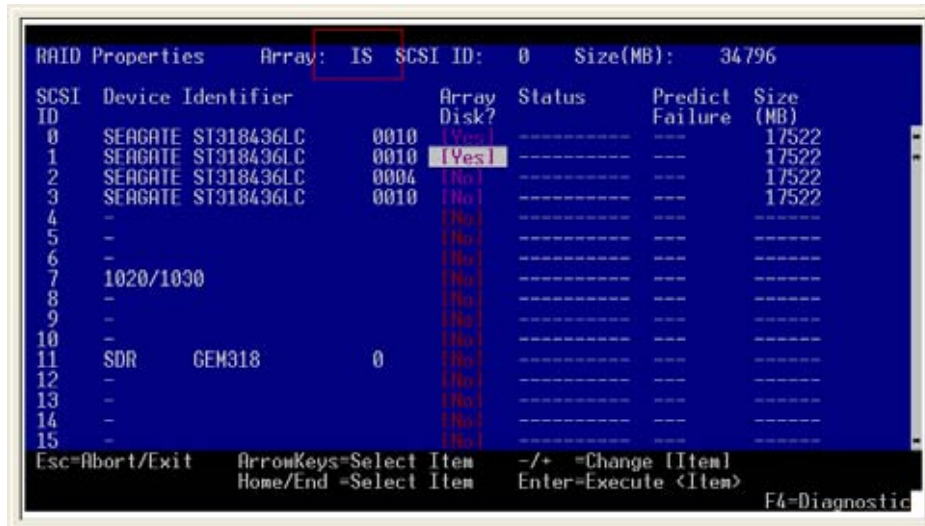 RAID Properties Array: IS SCSI ID: 0 Size(MB): 34796
SCSI Device Identifier Array Status Predict Size
ID Disk? Failure (MB)
0 SEAGATE ST318436LC 0010 [Yes] ---------- --- 17522
1 SEAGATE ST318436LC 0010 [Yes] ---------- --- 17522
2 SEAGATE ST318436LC 0004 [No] ---------- --- 17522
3 SEAGATE ST318436LC 0010 [No] ---------- --- 17522
4 - [No] ---------- --- ------
5 - [No] ---------- --- ------
6 - [No] ---------- --- ------
7 1020/1030 [No] ---------- --- ------
8 - [No] ---------- --- ------
9 - [No] ---------- --- ------
10 - [No] ---------- --- ------
11 SDR GEM318 0 [No] ---------- --- ------
12 - [No] ---------- --- ------
13 - [No] ---------- --- ------
14 - [No] ---------- --- ------
15 - [No] ---------- --- ------
Esc=Abort/Exit ArrowKeys=Select Item -/+ =Change [Item]
Home/End =Select Item Enter=Execute <Item>
F4=Diagnostic